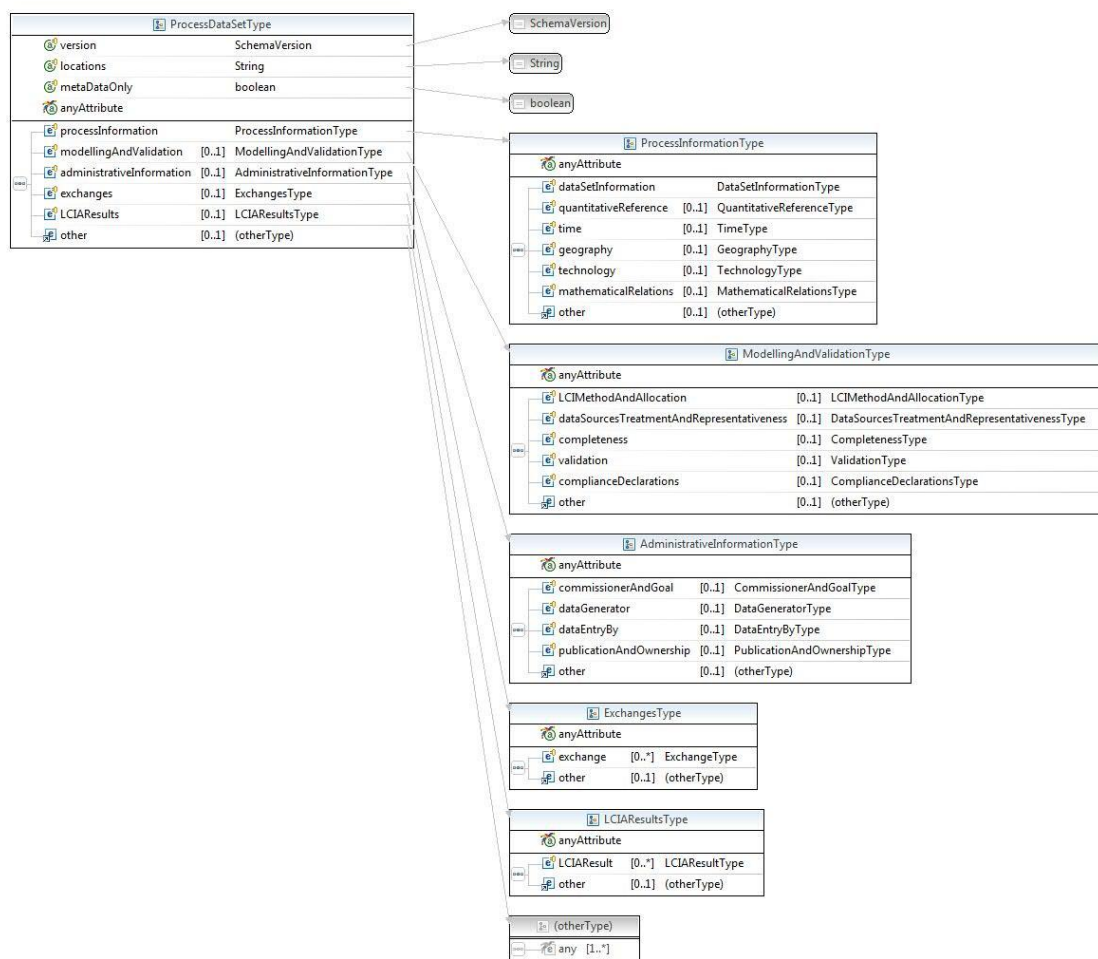 ProcessDataSetType
version SchemaVersion
locations String
metaDataOnly boolean
anyAttribute
processInformation ProcessInformationType
modellingAndValidation [0..1] ModellingAndValidationType
administrativeInformation [0..1] AdministrativeInformationType
exchanges [0..1] ExchangesType
LCIAResults [0..1] LCIAResultsType
other [0..1] (otherType)
SchemaVersion
String
boolean
ProcessInformationType
anyAttribute
dataSetInformation DataSetInformationType
quantitativeReference [0..1] QuantitativeReferenceType
time [0..1] TimeType
geography [0..1] GeographyType
technology [0..1] TechnologyType
mathematicalRelations [0..1] MathematicalRelationsType
other [0..1] (otherType)
ModellingAndValidationType
anyAttribute
LCIMethodAndAllocation [0..1] LCIMethodAndAllocationType
dataSourcesTreatmentAndRepresentativeness [0..1] DataSourcesTreatmentAndRepresentativenessType
completeness [0..1] CompletenessType
validation [0..1] ValidationType
complianceDeclarations [0..1] ComplianceDeclarationsType
other [0..1] (otherType)
AdministrativeInformationType
anyAttribute
commissionerAndGoal [0..1] CommissionerAndGoalType
dataGenerator [0..1] DataGeneratorType
dataEntryBy [0..1] DataEntryByType
publicationAndOwnership [0..1] PublicationAndOwnershipType
other [0..1] (otherType)
ExchangesType
anyAttribute
exchange [0..*] ExchangeType
other [0..1] (otherType)
LCIAResultsType
anyAttribute
LCIAResult [0..*] LCIAResultType
other [0..1] (otherType)
(otherType)
any [1..*]